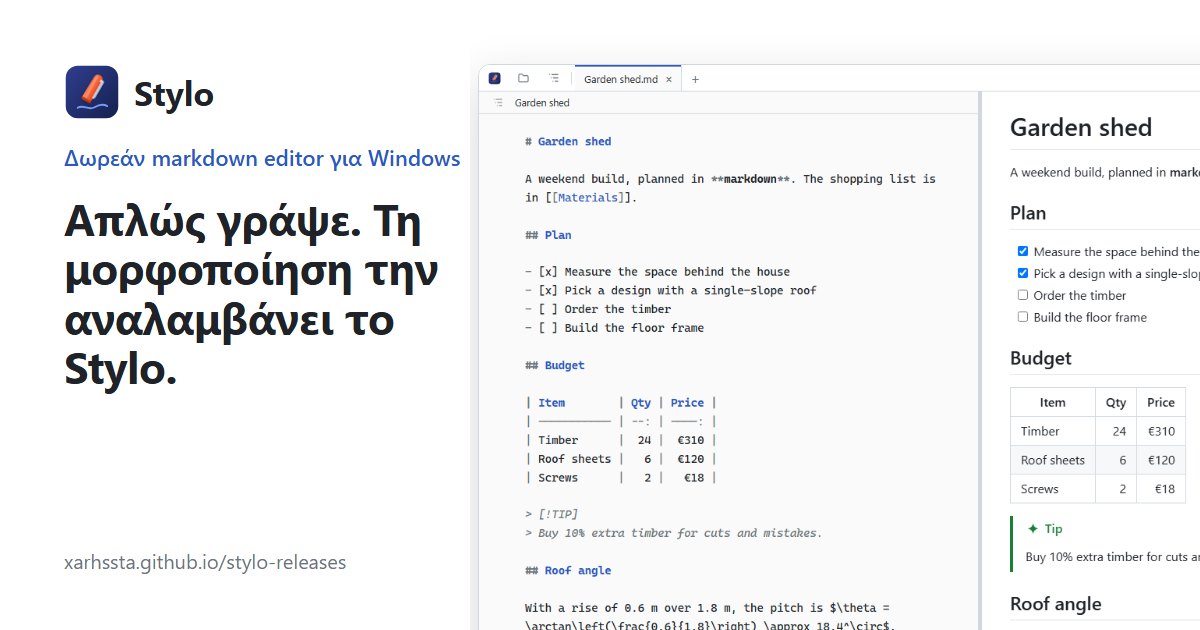 Stylo
Δωρεάν markdown editor για Windows
Απλώς γράψε. Τη
μορφοποίηση την
αναλαμβάνει το
Stylo.
xarhssta.github.io/stylo-releases
Garden shed.md × +
Garden shed
# Garden shed
A weekend build, planned in **markdown**. The shopping list is
in [[Materials]].
## Plan
- [x] Measure the space behind the house
- [x] Pick a design with a single-slope roof
- [ ] Order the timber
- [ ] Build the floor frame
## Budget
| Item | Qty | Price |
| ----------- | --: | ----: |
| Timber | 24 | €310 |
| Roof sheets | 6 | €120 |
| Screws | 2 | €18 |
> [!TIP]
> Buy 10% extra timber for cuts and mistakes.
## Roof angle
With a rise of 0.6 m over 1.8 m, the pitch is $\theta =
\arctan\left(\frac{0.6}{1.8}\right) \approx 18.4^\circ$.
Garden shed
A weekend build, planned in mark
Plan
Measure the space behind the
Pick a design with a single-slop
Order the timber
Build the floor frame
Budget
Item Qty Price
Timber 24 €310
Roof sheets 6 €120
Screws 2 €18
Tip
Buy 10% extra timber for cuts a
Roof angle